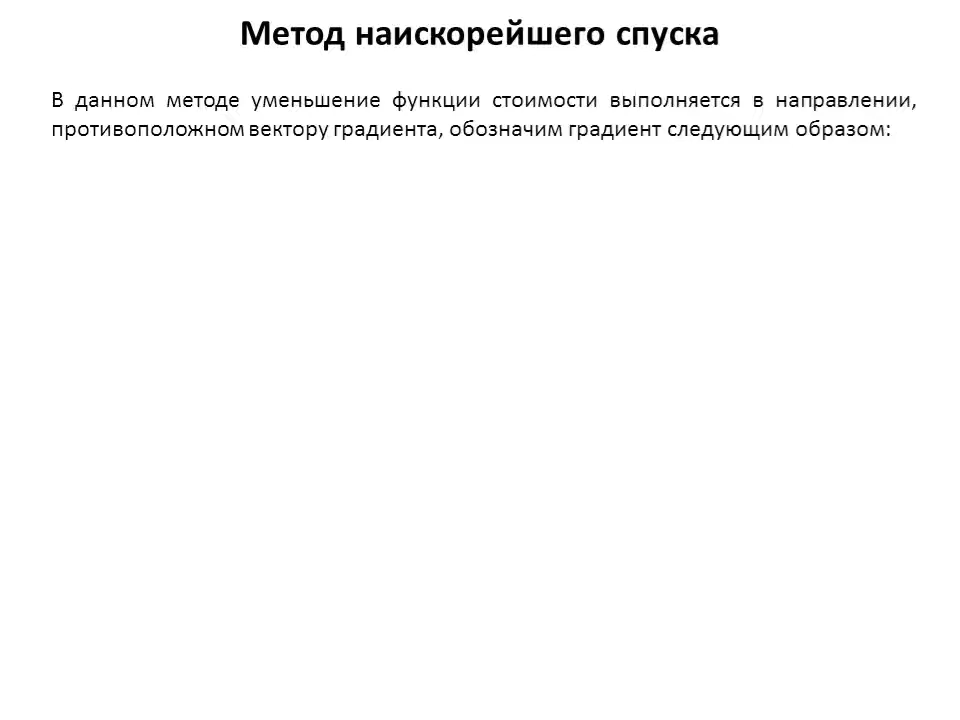 Метод наискорейшего спуска
В данном методе уменьшение функции стоимости выполняется в направлении,
противоположном вектору градиента, обозначим градиент следующим образом: